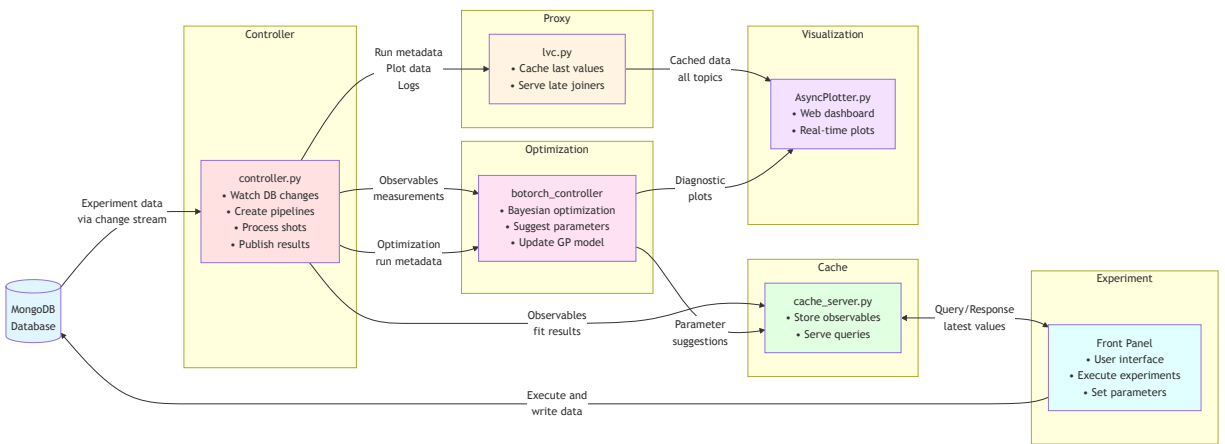 Controller
Proxy
Visualization
Run metadata
Plot data
Logs
lvc.py
• Cache last values
• Serve late joiners
Cached data
all topics
AsyncPlotter.py
• Web dashboard
• Real-time plots
Optimization
controller.py
• Watch DB changes
• Create pipelines
• Process shots
• Publish results
Observables
measurements
botorch_controller
• Bayesian optimization
• Suggest parameters
• Update GP model
Diagnostic
plots
Experiment data
via change stream
Optimization
run metadata
Cache
Experiment
MongoDB
Database
Observables
fit results
Parameter
suggestions
cache_server.py
• Store observables
• Serve queries
Query/Response
latest values
Front Panel
• User interface
• Execute experiments
• Set parameters
Execute and
write data